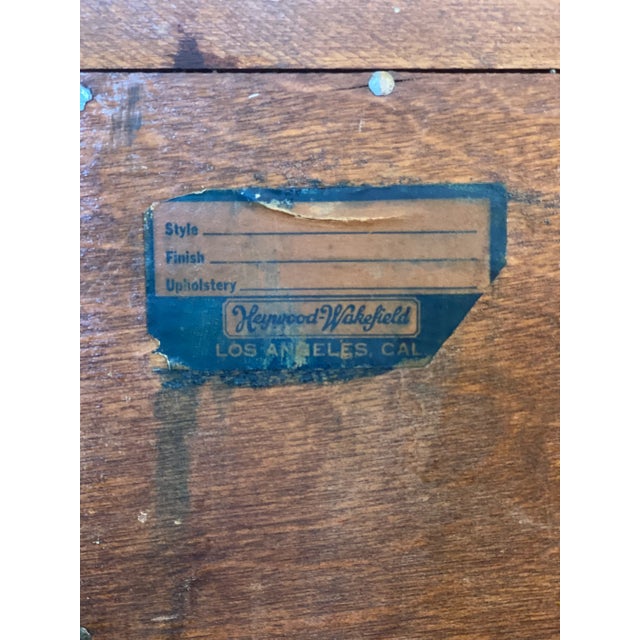 Style
Finish
Upholstery
Heywood-Wakefield
LOS ANGELES, CAL